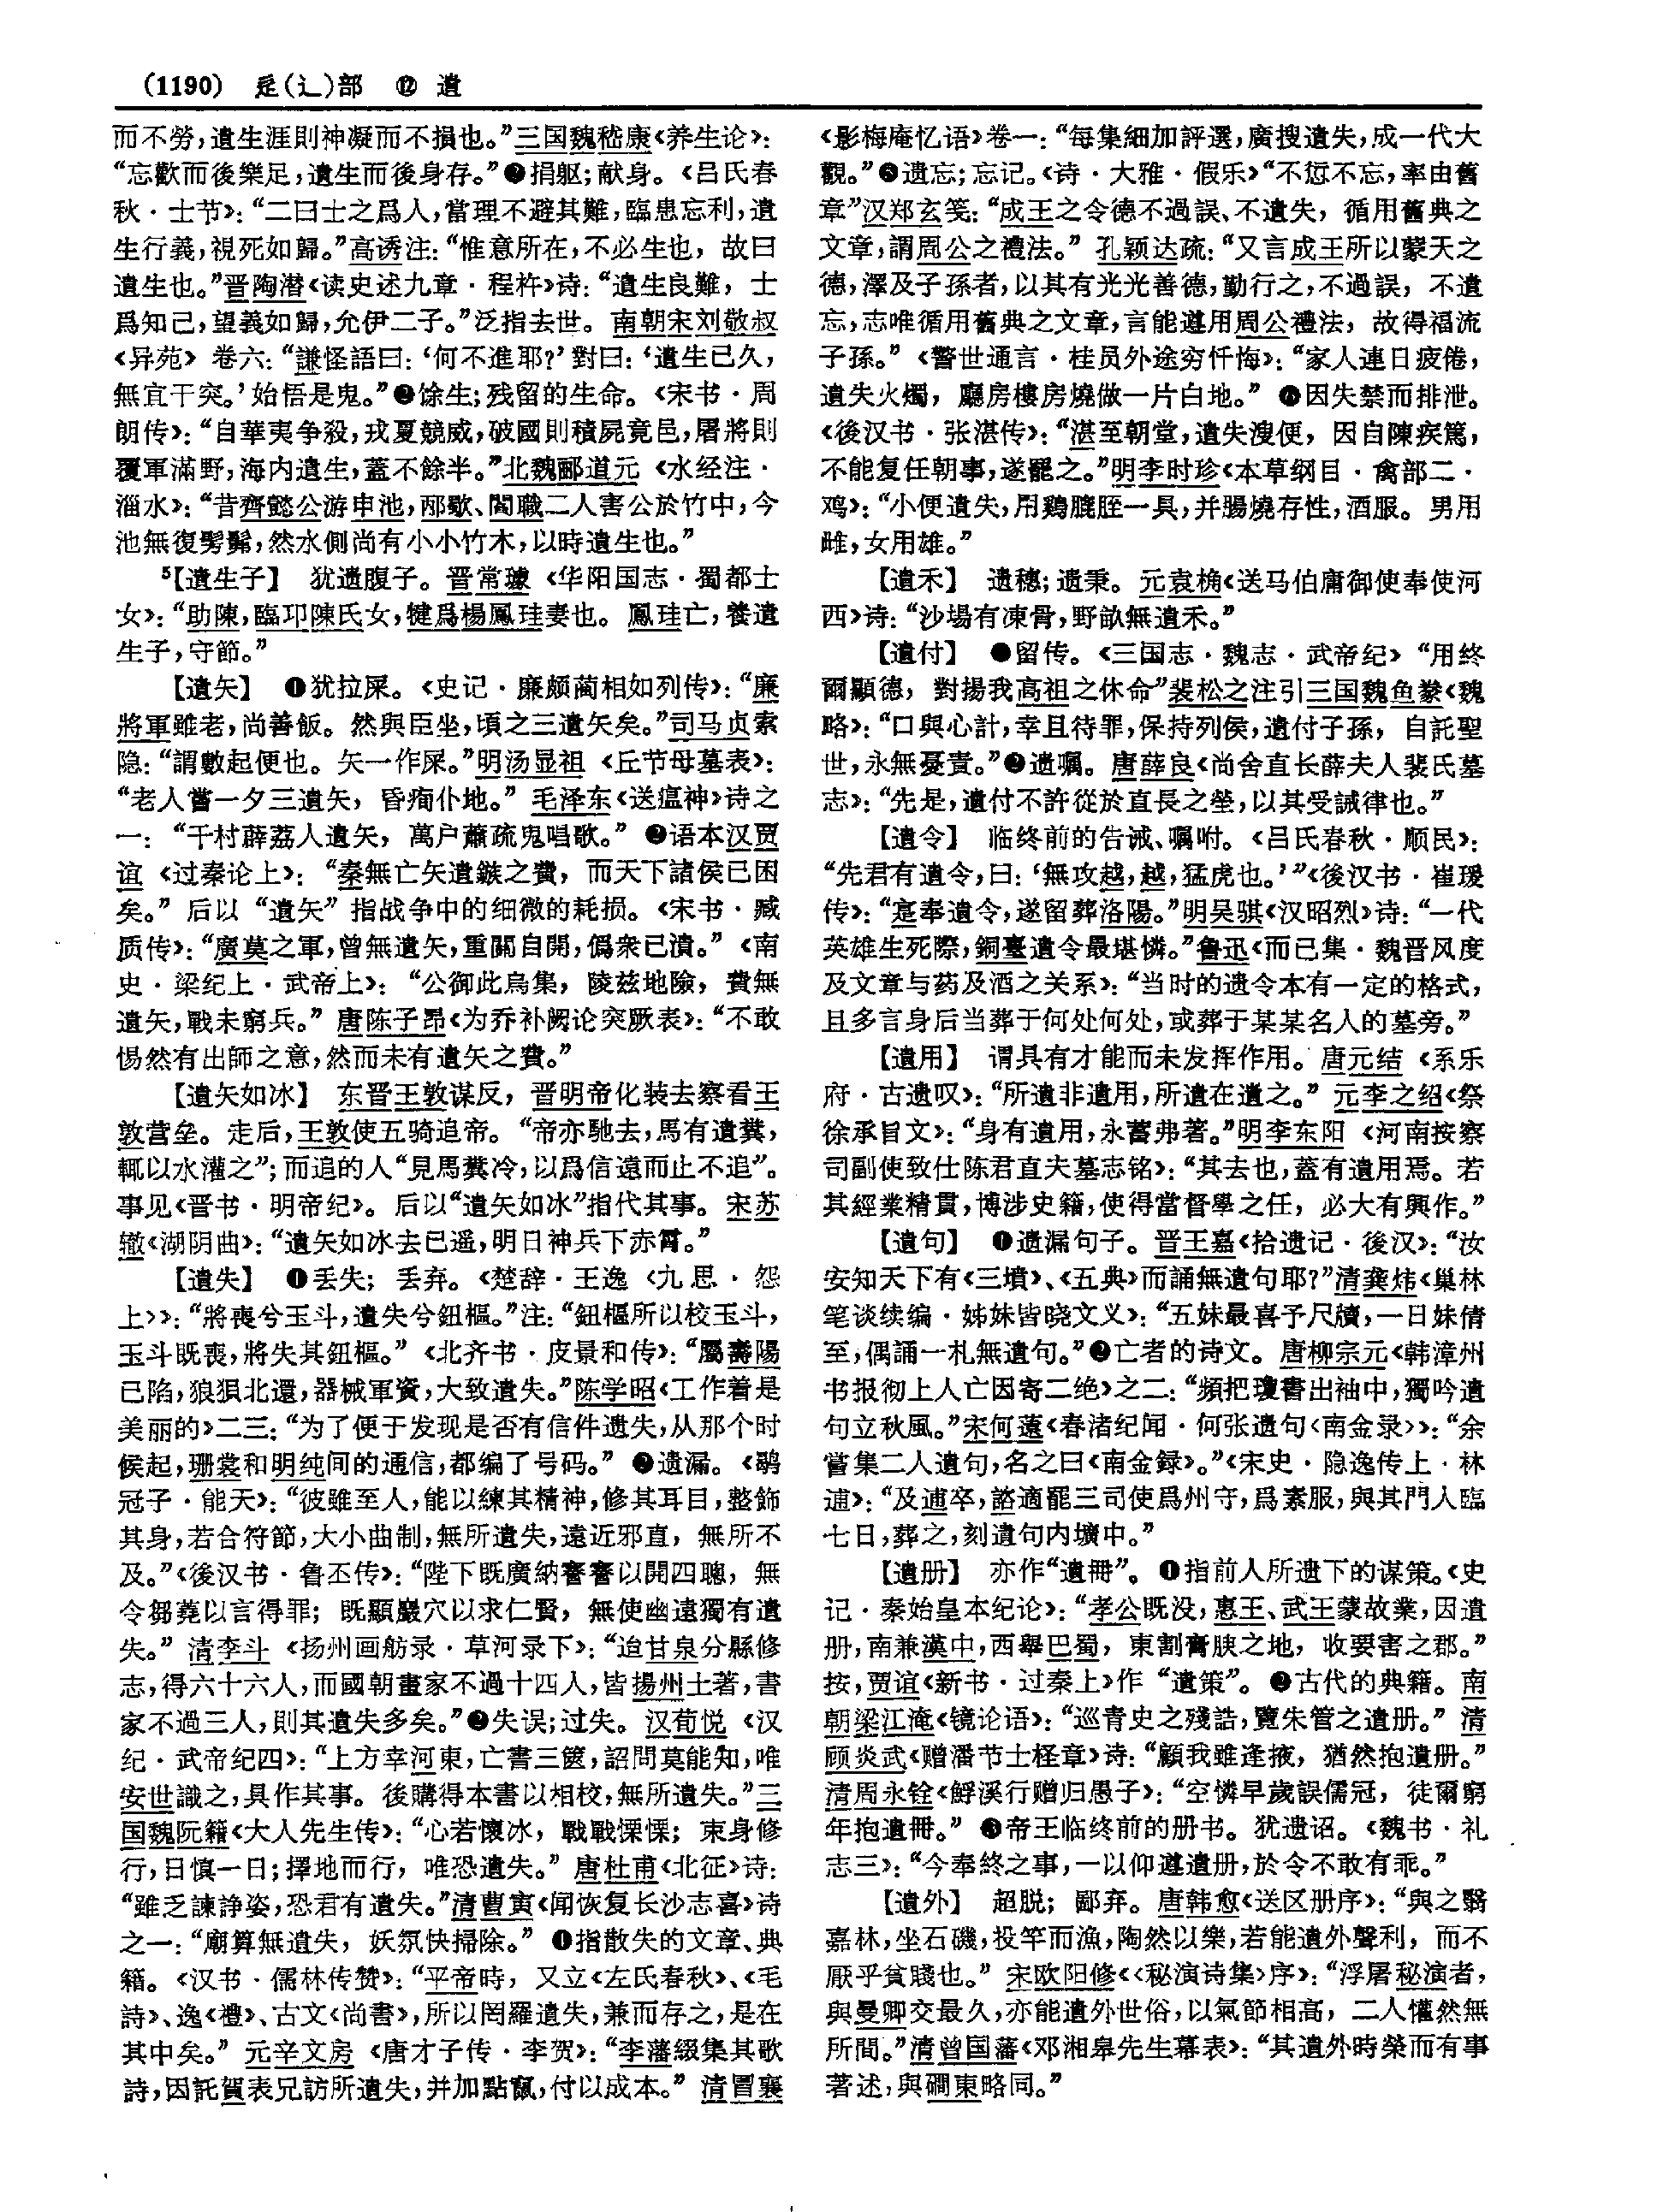 (1190) 辵(辶)部 ⑫ 遺
而不勞,遺生涯則神凝而不損也。”三国魏嵇康《养生论》:
“忘歡而後樂足,遺生而後身存。”❷捐躯;献身。《吕氏春
秋·士节》:“二曰士之爲人,當理不避其難,臨患忘利,遺
生行義,視死如歸。”高诱注:“惟意所在,不必生也,故曰
遺生也。”晋陶潜《读史述九章·程杵》诗:“遺生良難,士
爲知己,望義如歸,允伊二子。”泛指去世。南朝宋刘敬叔
《异苑》卷六:“謙怪語曰:‘何不進耶?’對曰:‘遺生已久,
無宜干突。’始悟是鬼。”❸馀生;残留的生命。《宋书·周
朗传》:“自華夷争殺,戎夏競威,破國則積屍竟邑,屠將則
覆軍滿野,海内遺生,蓋不餘半。”北魏郦道元《水经注·
淄水》:“昔齊懿公游申池,邴歜、閻職二人害公於竹中,今
池無復髣髴,然水側尚有小小竹木,以時遺生也。”
⁵【遺生子】 犹遗腹子。晋常璩《华阳国志·蜀都士
女》:“助陳,臨邛陳氏女,犍爲楊鳳珪妻也。鳳珪亡,養遺
生子,守節。”
【遺矢】 ❶犹拉屎。《史记·廉颇蔺相如列传》:“廉
將軍雖老,尚善飯。然與臣坐,頃之三遺矢矣。”司马贞索
隐:“謂數起便也。矢一作屎。”明汤显祖《丘节母墓表》:
“老人嘗一夕三遺矢,昏痾仆地。”毛泽东《送瘟神》诗之
一:“千村薜荔人遺矢,萬户蕭疏鬼唱歌。”❷语本汉贾
谊《过秦论上》:“秦無亡矢遺鏃之費,而天下諸侯已困
矣。”后以“遺矢”指战争中的细微的耗损。《宋书·臧
质传》:“廣莫之軍,曾無遺矢,重關自開,僞衆已潰。”《南
史·梁纪上·武帝上》:“公御此烏集,陵兹地險,費無
遺矢,戰未窮兵。”唐陈子昂《为乔补阙论突厥表》:“不敢
惕然有出師之意,然而未有遺矢之費。”
【遺矢如冰】 东晋王敦谋反,晋明帝化装去察看王
敦营垒。走后,王敦使五骑追帝。“帝亦馳去,馬有遺糞,
輒以水灌之”;而追的人“見馬糞冷,以爲信遠而止不追”。
事见《晋书·明帝纪》。后以“遺矢如冰”指代其事。宋苏
辙《湖阴曲》:“遺矢如冰去已遥,明日神兵下赤霄。”
【遺失】 ❶丢失;丢弃。《楚辞·王逸〈九思·怨
上〉》:“將喪兮玉斗,遺失兮鈕樞。”注:“鈕樞所以校玉斗,
玉斗既喪,將失其鈕樞。”《北齐书·皮景和传》:“屬壽陽
已陷,狼狽北還,器械軍資,大致遺失。”陈学昭《工作着是
美丽的》二三:“为了便于发现是否有信件遗失,从那个时
候起,珊裳和明纯间的通信,都编了号码。”❷遗漏。《鹖
冠子·能天》:“彼雖至人,能以練其精神,修其耳目,整飾
其身,若合符節,大小曲制,無所遺失,遠近邪直,無所不
及。”《後汉书·鲁丕传》:“陛下既廣納謇謇以開四聰,無
令芻蕘以言得罪;既顯巖穴以求仁賢,無使幽遠獨有遺
失。”清李斗《扬州画舫录·草河录下》:“迨甘泉分縣修
志,得六十六人,而國朝畫家不過十四人,皆揚州土著,書
家不過三人,則其遺失多矣。”❸失误;过失。汉荀悦《汉
纪·武帝纪四》:“上方幸河東,亡書三篋,詔問莫能知,唯
安世識之,具作其事。後購得本書以相校,無所遺失。”三
国魏阮籍《大人先生传》:“心若懷冰,戰戰慄慄;束身修
行,日慎一日;擇地而行,唯恐遺失。”唐杜甫《北征》诗:
“雖乏諫諍姿,恐君有遺失。”清曹寅《闻恢复长沙志喜》诗
之一:“廟算無遺失,妖氛快掃除。”❹指散失的文章、典
籍。《汉书·儒林传赞》:“平帝時,又立《左氏春秋》、《毛
詩》、逸《禮》、古文《尚書》,所以罔羅遺失,兼而存之,是在
其中矣。”元辛文房《唐才子传·李贺》:“李藩綴集其歌
詩,因託賀表兄訪所遺失,并加點竄,付以成本。”清冒襄
《影梅庵忆语》卷一:“每集細加評選,廣搜遺失,成一代大
觀。”❺遗忘;忘记。《诗·大雅·假乐》“不愆不忘,率由舊
章”汉郑玄笺:“成王之令德不過誤、不遺失,循用舊典之
文章,謂周公之禮法。”孔颖达疏:“又言成王所以蒙天之
德,澤及子孫者,以其有光光善德,勤行之,不過誤,不遺
忘,志唯循用舊典之文章,言能遵用周公禮法,故得福流
子孫。”《警世通言·桂员外途穷忏悔》:“家人連日疲倦,
遺失火燭,廳房樓房燒做一片白地。”❻因失禁而排泄。
《後汉书·张湛传》:“湛至朝堂,遺失溲便,因自陳疾篤,
不能复任朝事,遂罷之。”明李时珍《本草纲目·禽部二·
鸡》:“小便遺失,用鷄膍胵一具,并腸燒存性,酒服。男用
雌,女用雄。”
【遺禾】 遗穗;遗秉。元袁桷《送马伯庸御使奉使河
西》诗:“沙場有凍骨,野畝無遺禾。”
【遺付】 ❶留传。《三国志·魏志·武帝纪》“用終
爾顯德,對揚我高祖之休命”裴松之注引三国魏鱼豢《魏
略》:“口與心計,幸且待罪,保持列侯,遺付子孫,自託聖
世,永無憂責。”❷遗嘱。唐薛良《尚舍直长薛夫人裴氏墓
志》:“先是,遺付不許從於直長之塋,以其受誡律也。”
【遺令】 临终前的告诫、嘱咐。《吕氏春秋·顺民》:
“先君有遺令,曰:‘無攻越,越,猛虎也。’”《後汉书·崔瑗
传》:“寔奉遺令,遂留葬洛陽。”明吴骐《汉昭烈》诗:“一代
英雄生死際,銅臺遺令最堪憐。”鲁迅《而已集·魏晋风度
及文章与药及酒之关系》:“当时的遗令本有一定的格式,
且多言身后当葬于何处何处,或葬于某某名人的墓旁。”
【遺用】 谓具有才能而未发挥作用。唐元结《系乐
府·古遗叹》:“所遺非遺用,所遺在遺之。”元李之绍《祭
徐承旨文》:“身有遺用,永蓄弗著。”明李东阳《河南按察
司副使致仕陈君直夫墓志铭》:“其去也,蓋有遺用焉。若
其經業精貫,博涉史籍,使得當督學之任,必大有興作。”
【遺句】 ❶遗漏句子。晋王嘉《拾遗记·後汉》:“汝
安知天下有《三墳》、《五典》而誦無遺句耶?”清龚炜《巢林
笔谈续编·姊妹皆晓文义》:“五妹最喜予尺牘,一日妹倩
至,偶誦一札無遺句。”❷亡者的诗文。唐柳宗元《韩漳州
书报彻上人亡因寄二绝》之二:“頻把瓊書出袖中,獨吟遺
句立秋風。”宋何薳《春渚纪闻·何张遗句〈南金录〉》:“余
嘗集二人遺句,名之曰《南金録》。”《宋史·隐逸传上·林
逋》:“及逋卒,諮適罷三司使爲州守,爲素服,與其門人臨
七日,葬之,刻遺句内壙中。”
【遺册】 亦作“遺冊”。❶指前人所遗下的谋策。《史
记·秦始皇本纪论》:“孝公既没,惠王、武王蒙故業,因遺
册,南兼漢中,西舉巴蜀,東割膏腴之地,收要害之郡。”
按,贾谊《新书·过秦上》作“遺策”。❷古代的典籍。南
朝梁江淹《镜论语》:“巡青史之殘誥,覽朱管之遺册。”清
顾炎武《赠潘节士柽章》诗:“顧我雖逢掖,猶然抱遺册。”
清周永铨《鲟溪行赠归愚子》:“空憐早歲誤儒冠,徒爾窮
年抱遺冊。”❸帝王临终前的册书。犹遗诏。《魏书·礼
志三》:“今奉終之事,一以仰遵遺册,於令不敢有乖。”
【遺外】 超脱;鄙弃。唐韩愈《送区册序》:“與之翳
嘉林,坐石磯,投竿而漁,陶然以樂,若能遺外聲利,而不
厭乎貧賤也。”宋欧阳修《〈秘演诗集〉序》:“浮屠秘演者,
與曼卿交最久,亦能遺外世俗,以氣節相高,二人懽然無
所間。”清曾国藩《邓湘皋先生墓表》:“其遺外時榮而有事
著述,與磵東略同。”